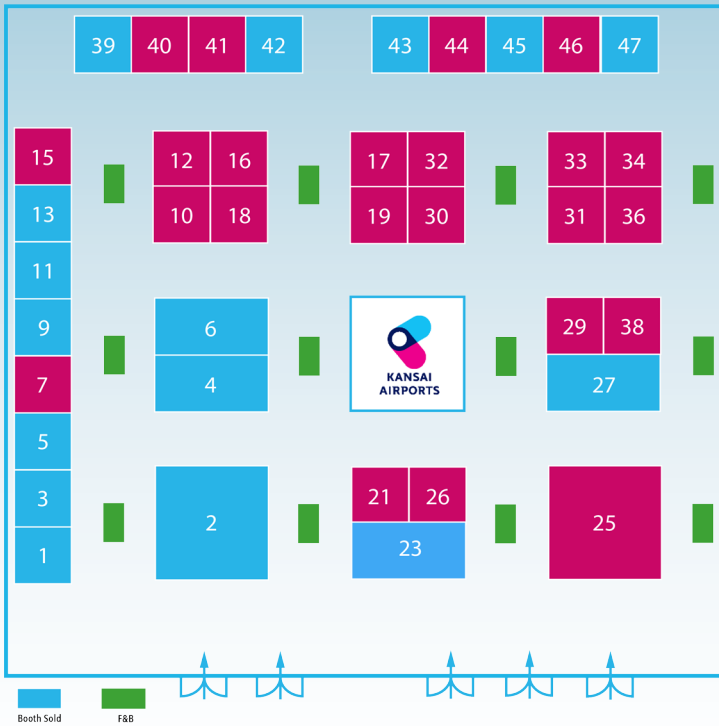 39 40 41 42 43 44 45 46 47
15 12 16 17 32 33 34
13 10 18 19 30 31 36
11
9 6 29 38
7 4 KANSAI 27
AIRPORTS
5
3 2 21 26 25
1 23
Booth Sold F&B